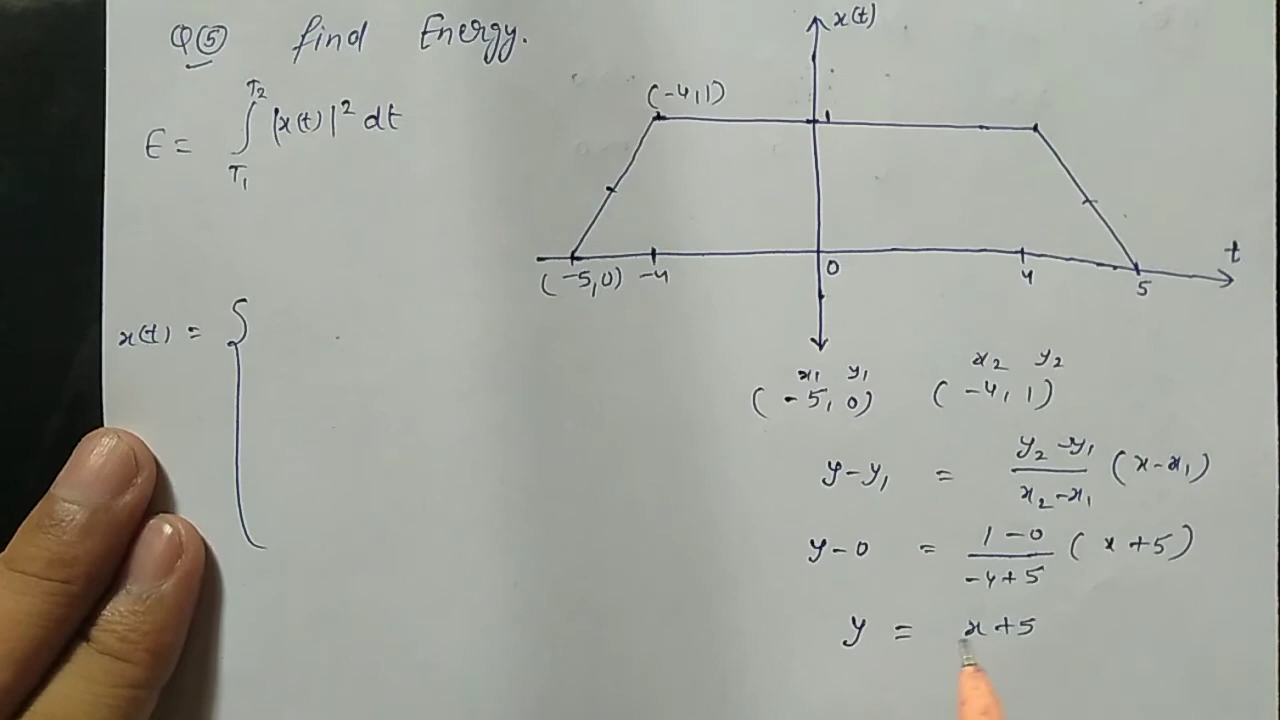 Q⑤ find Energy.
E = ∫_{T1}^{T2} |x(t)|² dt
x(t)
(-4,1)
1
(-5,0) -4 0 4 5 t
x(t) = {
x1 y1 x2 y2
(-5, 0) (-4, 1)
y-y1 = (y2-y1)/(x2-x1) (x-x1)
y-0 = (1-0)/(-4+5) (x+5)
y = x+5